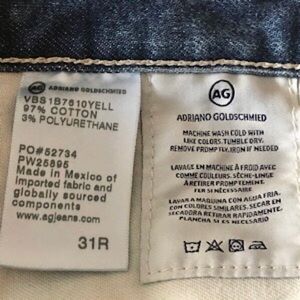 AG
ADRIANO GOLDSCHMIED
VBS1B7610YELL
97% COTTON
3% POLYURETHANE
PO#52734
PW25895
Made in Mexico of
imported fabric and
globally sourced
components
www.agjeans.com
31R
AG
ADRIANO GOLDSCHMIED
MACHINE WASH COLD WITH
LIKE COLORS. TUMBLE DRY.
REMOVE PROMPTLY, IRON IF NEEDED.
LAVAGE EN MACHINE À FROID AVEC
COMME COULEURS. SÈCHE-LINGE
À RETIRER RAPIDEMENT.
FER SI NÉCESSAIRE
LAVAR A MAQUINA CON AGUA FRIA.
CON COLORES SIMILARES. SECAR EN
SECADORA RETIRAR RAPIDAMENTE.
PLANCHA SI ES NECESARIO